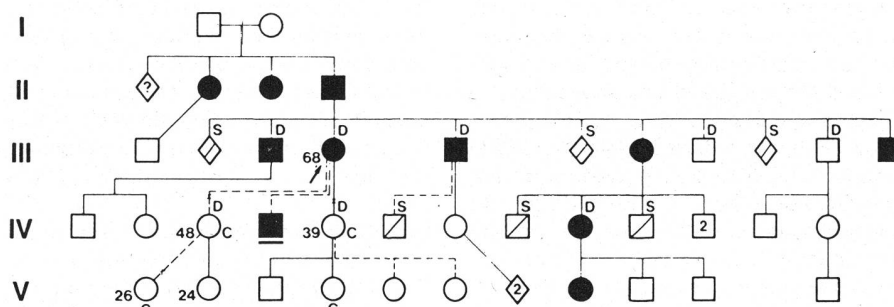 I
II ?
S D D D S D S D
III
68
D D S S D S D
IV 48 C 39 C 2
V 26 24 2
C C